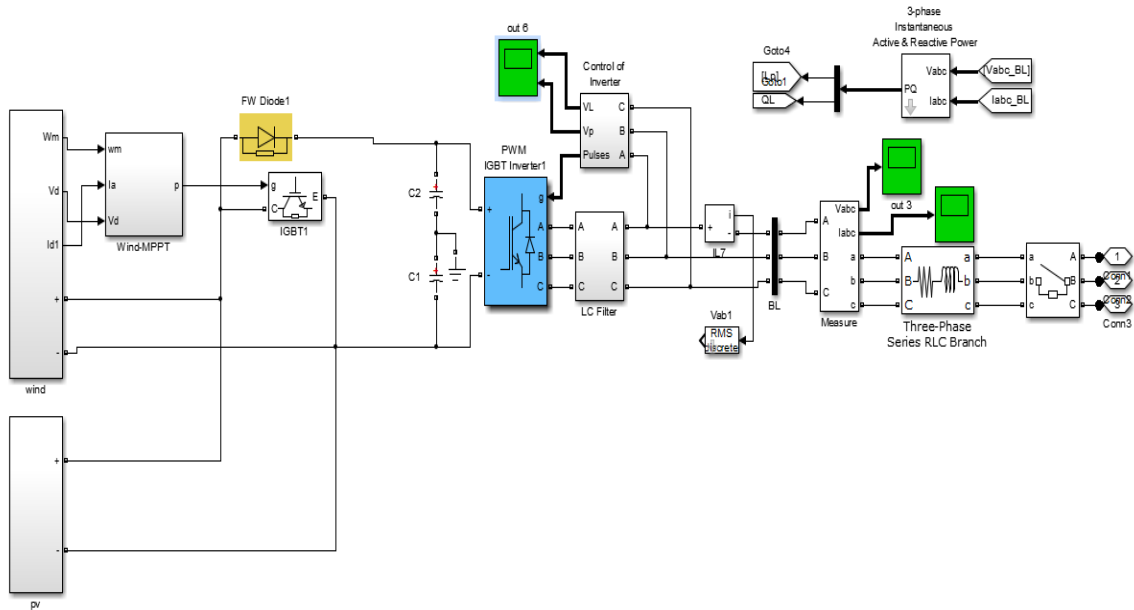 3-phase
Instantaneous
Active & Reactive Power
out 6
Goto4
Control of
Inverter
[Vabc_BL]
Vabc
[Lp]
Goto1
PQ
QL
Iabc
Iabc_BL
VL
C
Vp
B
Pulses
A
FW Diode1
Wm
wm
Vd
Ia
p
Vd
Id1
Wind-MPPT
g
C
E
IGBT1
C2
C1
PWM
IGBT Inverter1
g
+
-
A
B
C
A
A
B
B
C
C
LC Filter
+
i
-
IL7
BL
Vab1
RMS
discrete
A
B
C
Vabc
Iabc
a
b
c
Measure
out 3
A
a
B
b
C
c
Three-Phase
Series RLC Branch
a
A
b
B
c
C
1
Conn1
2
Conn2
3
Conn3
+
-
wind
+
-
pv